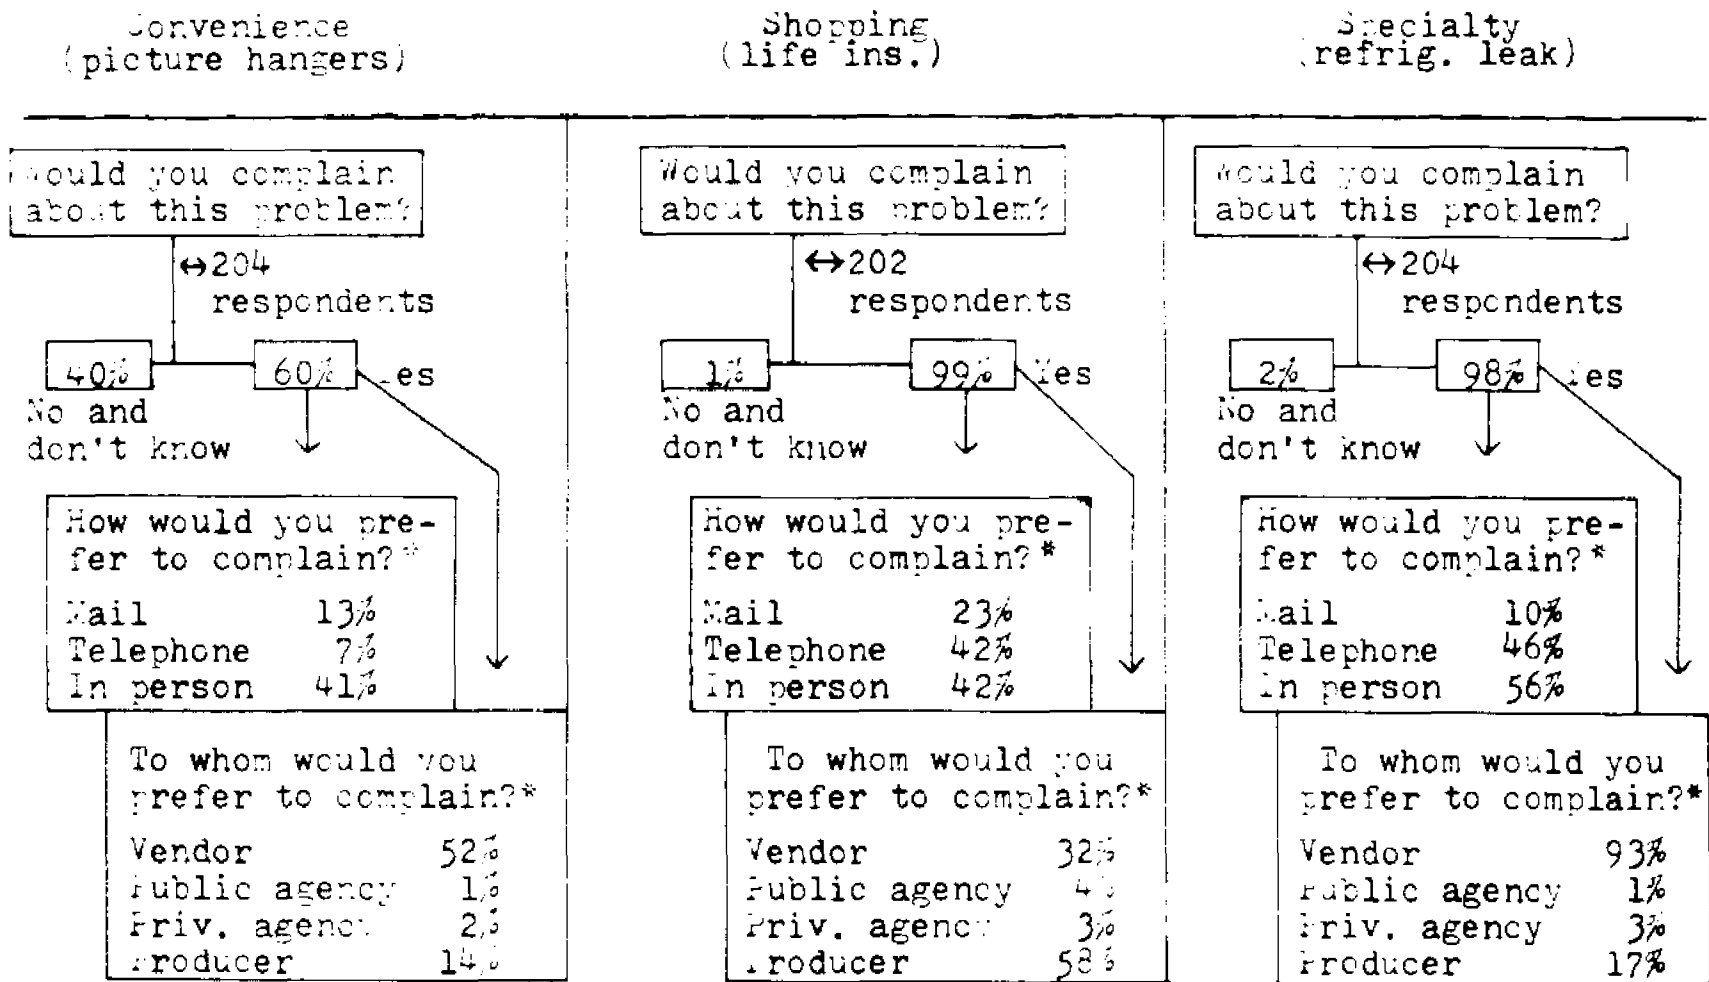 Convenience
(picture hangers)
Would you complain
about this problem?
↔204
respondents
40%
60% Yes
No and
don't know
How would you pre-
fer to complain?*
Mail 13%
Telephone 7%
In person 41%
To whom would you
prefer to complain?*
Vendor 52%
Public agency 1%
Priv. agency 2%
Producer 14%
Shopping
(life ins.)
Would you complain
about this problem?
↔202
respondents
1%
99% Yes
No and
don't know
How would you pre-
fer to complain?*
Mail 23%
Telephone 42%
In person 42%
To whom would you
prefer to complain?*
Vendor 32%
Public agency 4%
Priv. agency 3%
Producer 58%
Specialty
(refrig. leak)
Would you complain
about this problem?
↔204
respondents
2%
98% Yes
No and
don't know
How would you pre-
fer to complain?*
Mail 10%
Telephone 46%
In person 56%
To whom would you
prefer to complain?*
Vendor 93%
Public agency 1%
Priv. agency 3%
Producer 17%